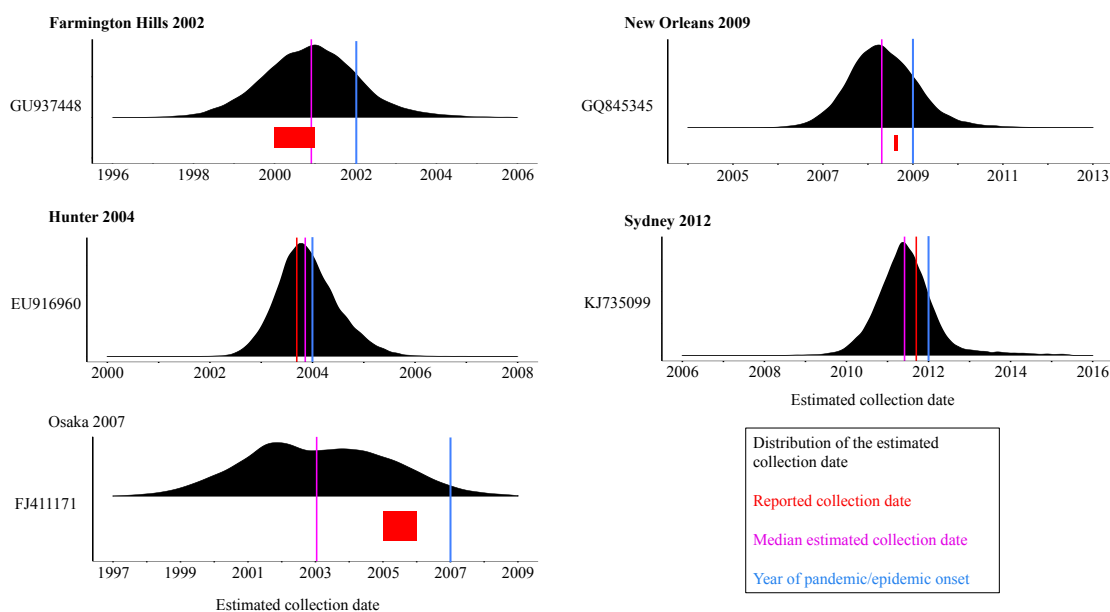 Farmington Hills 2002
GU937448
1996 1998 2000 2002 2004 2006
New Orleans 2009
GQ845345
2005 2007 2009 2011 2013
Hunter 2004
EU916960
2000 2002 2004 2006 2008
Sydney 2012
KJ735099
2006 2008 2010 2012 2014 2016
Estimated collection date
Osaka 2007
FJ411171
1997 1999 2001 2003 2005 2007 2009
Estimated collection date
Distribution of the estimated
collection date
Reported collection date
Median estimated collection date
Year of pandemic/epidemic onset